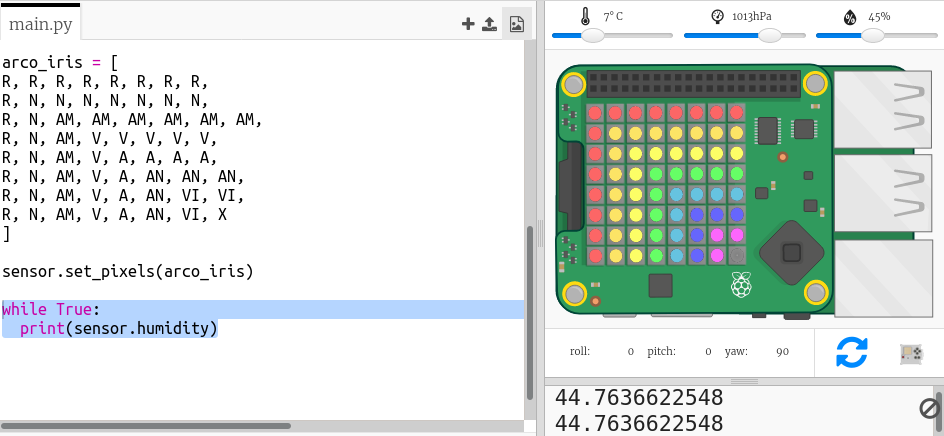 main.py
arco_iris = [
R, R, R, R, R, R, R, R,
R, N, N, N, N, N, N, N,
R, N, AM, AM, AM, AM, AM, AM,
R, N, AM, V, V, V, V, V,
R, N, AM, V, A, A, A, A,
R, N, AM, V, A, AN, AN, AN,
R, N, AM, V, A, AN, VI, VI,
R, N, AM, V, A, AN, VI, X
]
sensor.set_pixels(arco_iris)
while True:
print(sensor.humidity)
7°C
1013hPa
45%
roll: 0 pitch: 0 yaw: 90
44.7636622548
44.7636622548